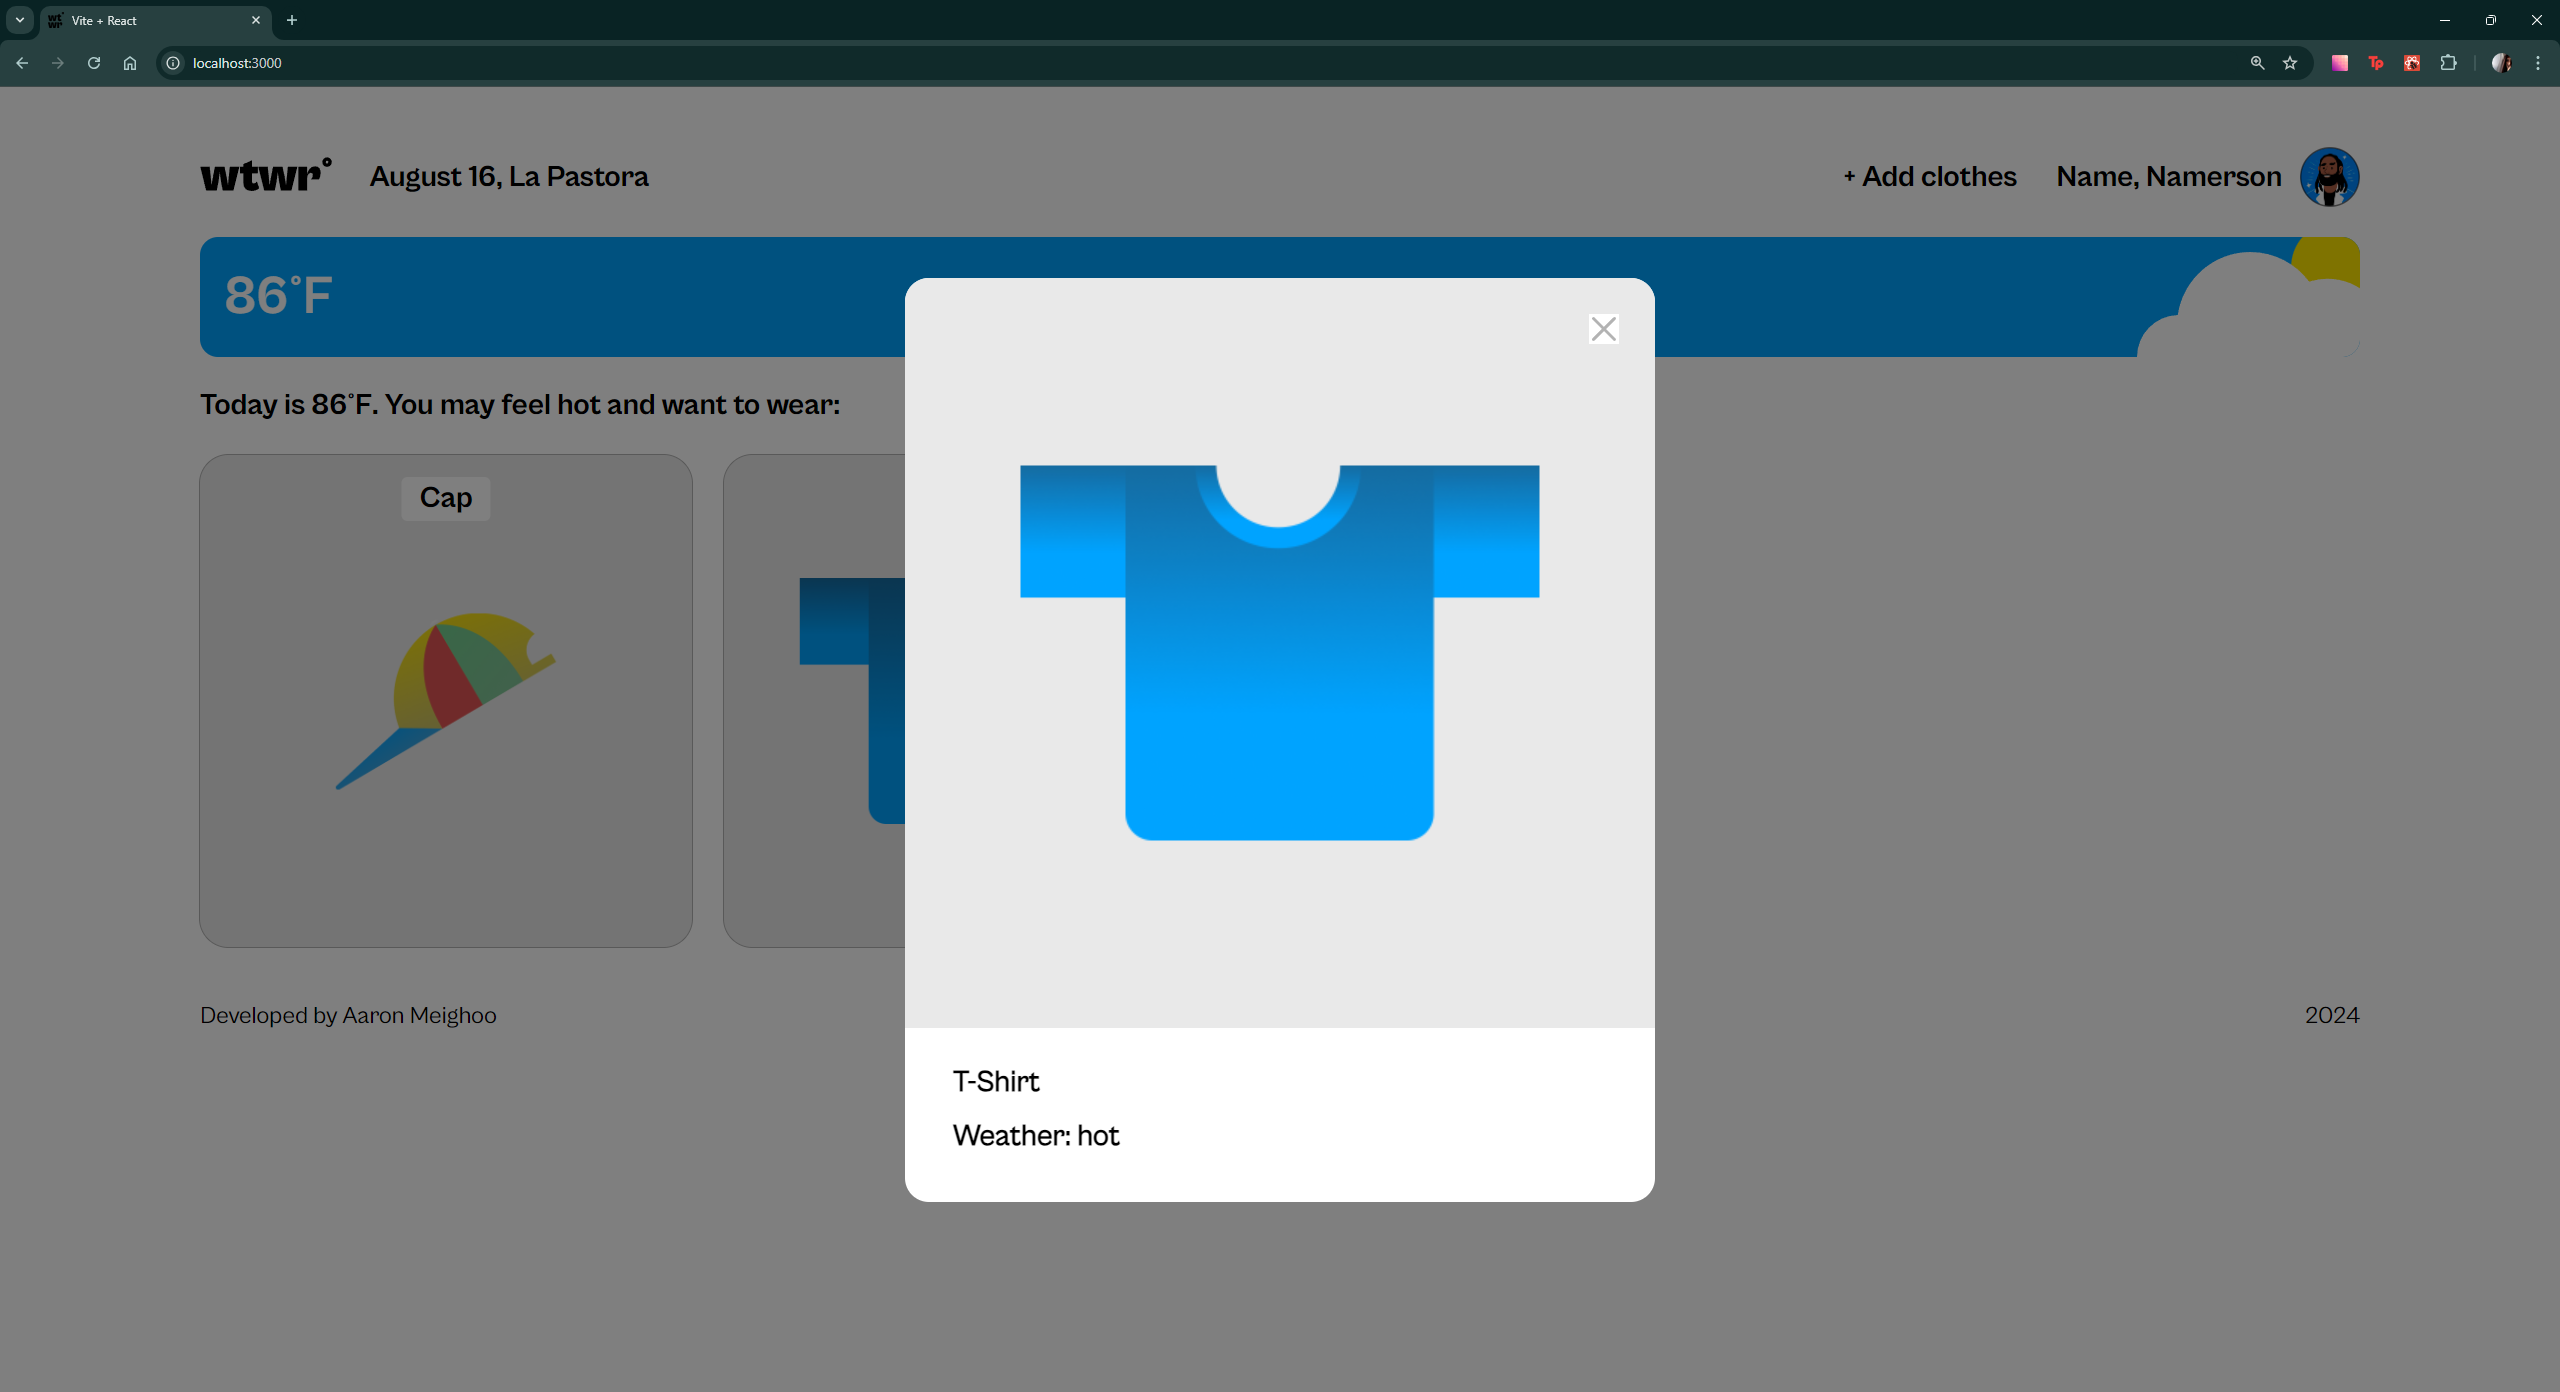 Vite + React
localhost:3000
wtwr°
August 16, La Pastora
+ Add clothes
Name, Namerson
86°F
Today is 86°F. You may feel hot and want to wear:
Cap
T-Shirt
Weather: hot
Developed by Aaron Meighoo
2024